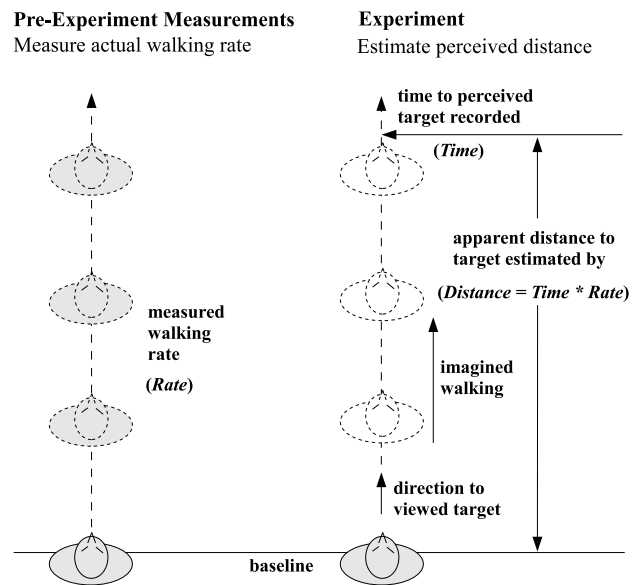 Pre-Experiment Measurements
Measure actual walking rate
Experiment
Estimate perceived distance
time to perceived
target recorded
(Time)
apparent distance to
target estimated by
(Distance = Time * Rate)
measured
walking
rate
(Rate)
imagined
walking
direction to
viewed target
baseline